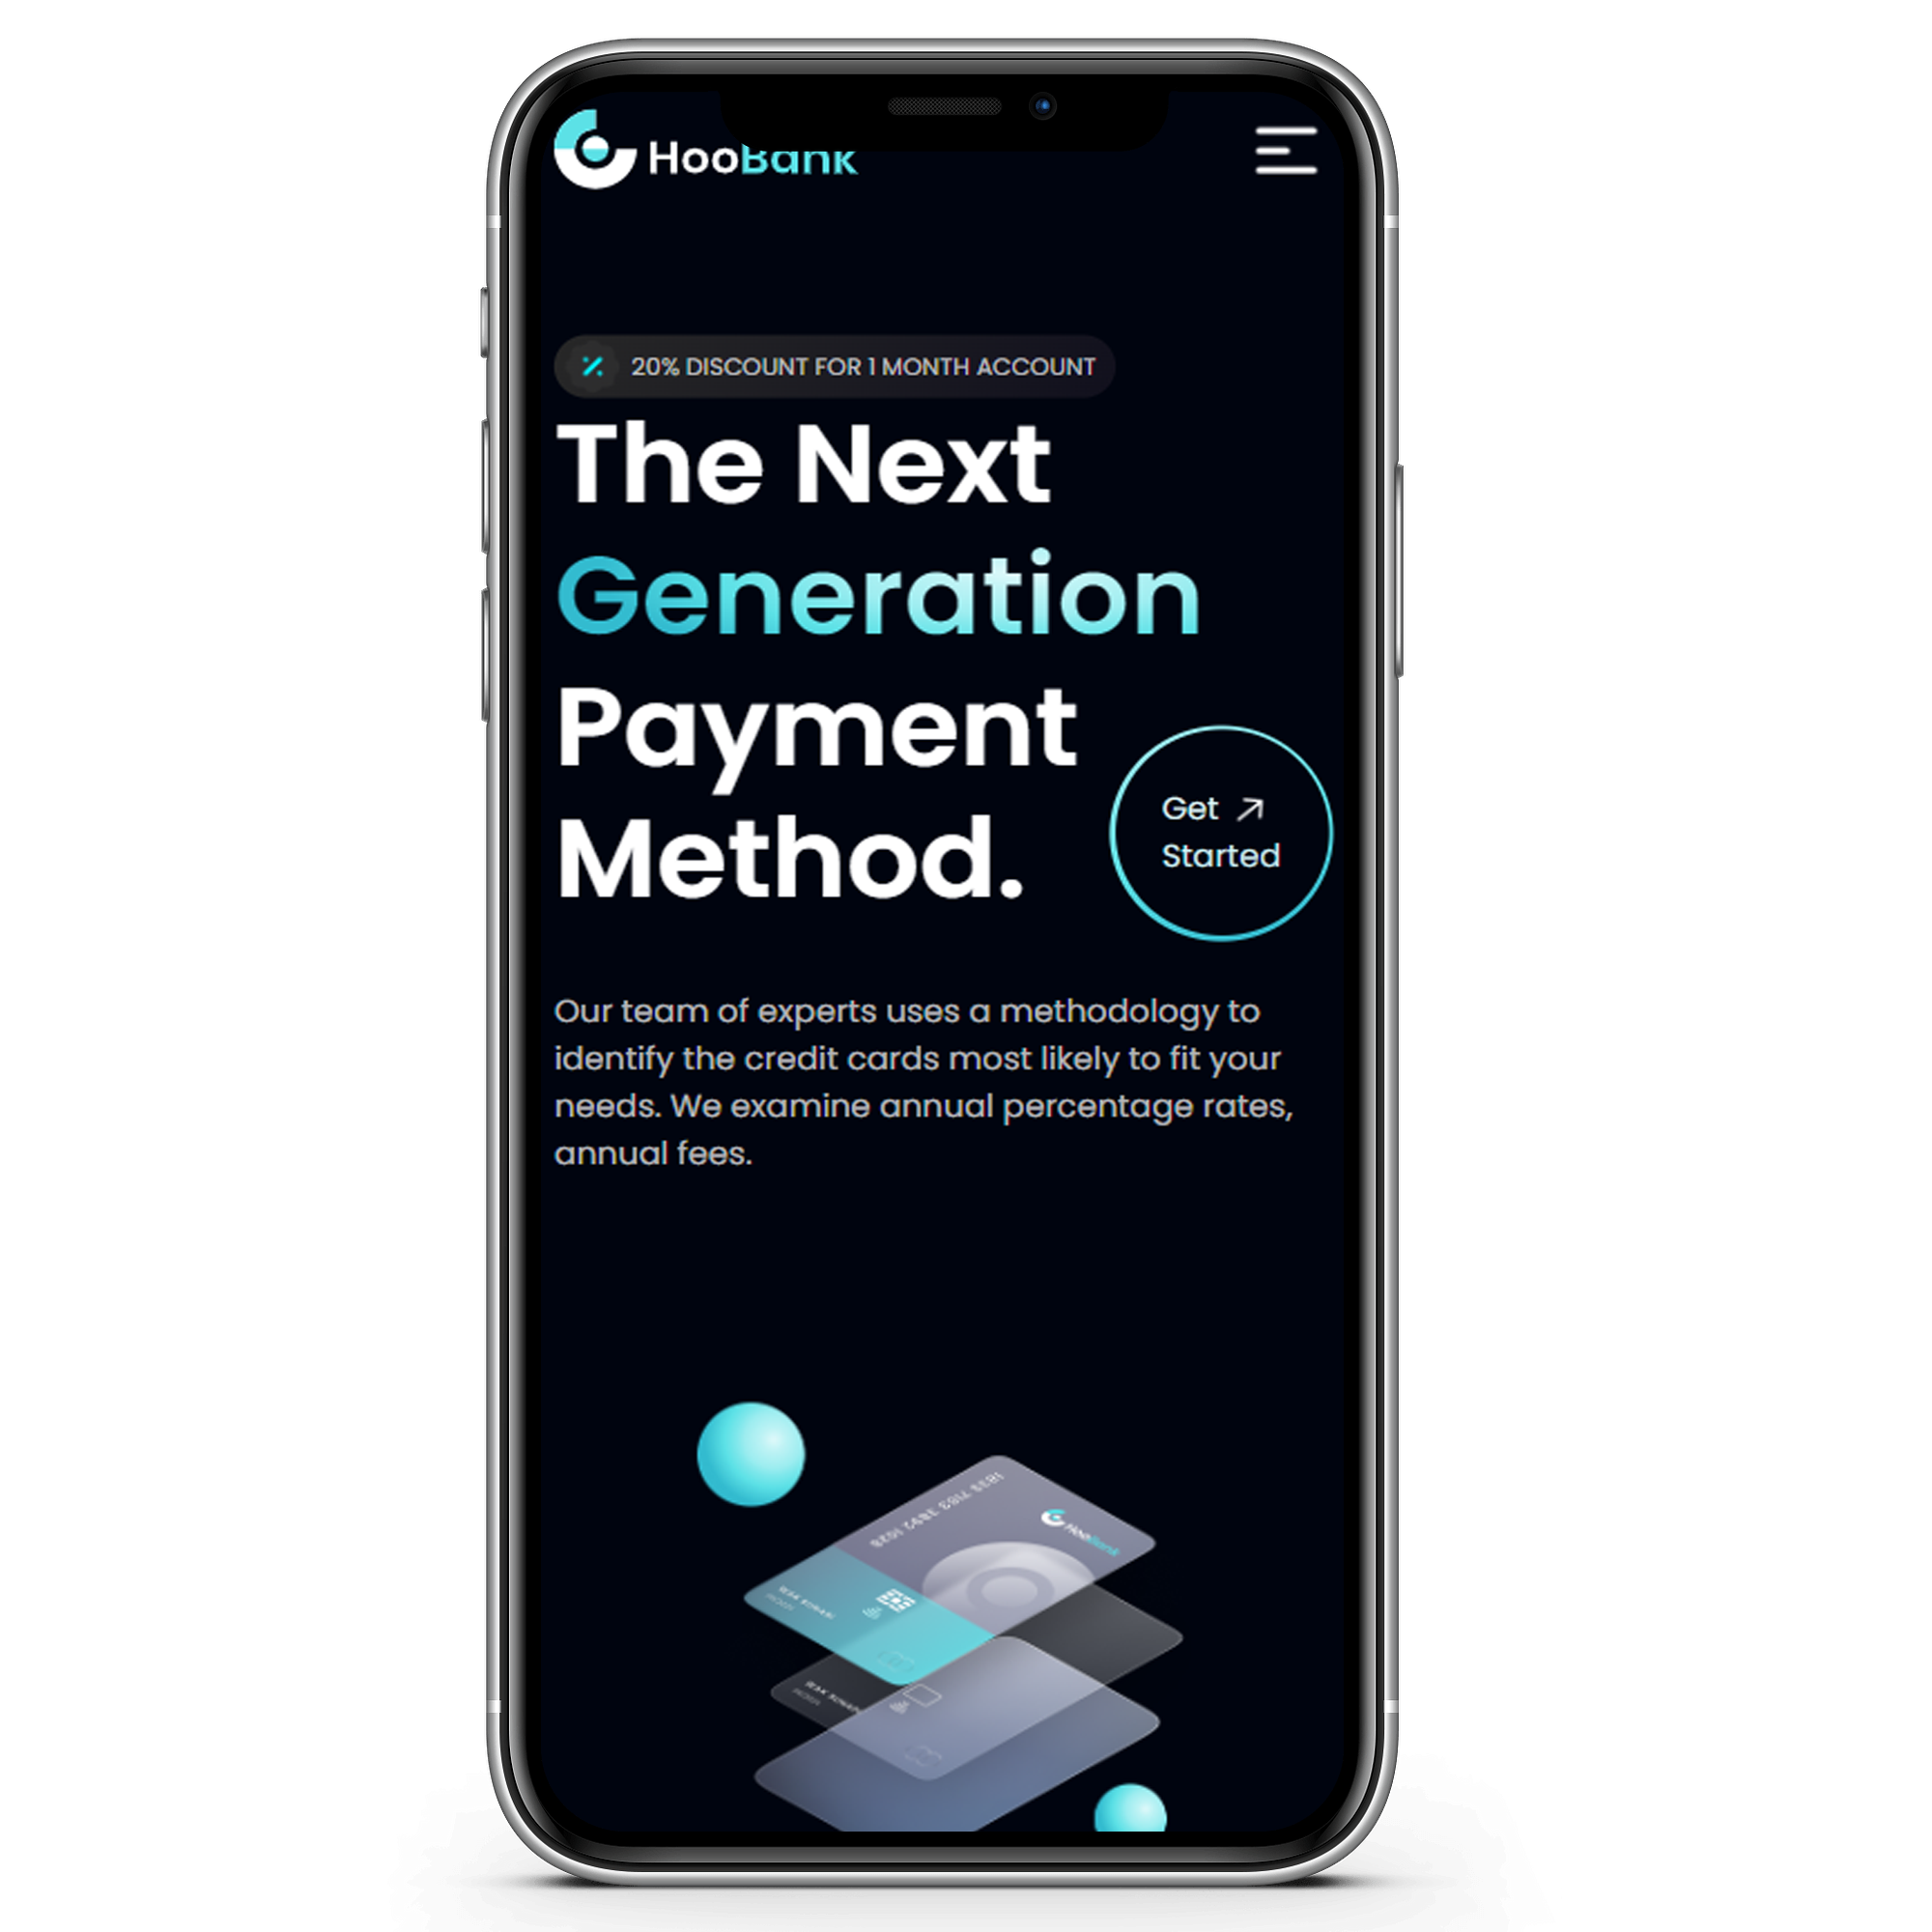 HooBank
20% DISCOUNT FOR 1 MONTH ACCOUNT
The Next
Generation
Payment
Method.
Get
Started
Our team of experts uses a methodology to
identify the credit cards most likely to fit your
needs. We examine annual percentage rates,
annual fees.
HooBank